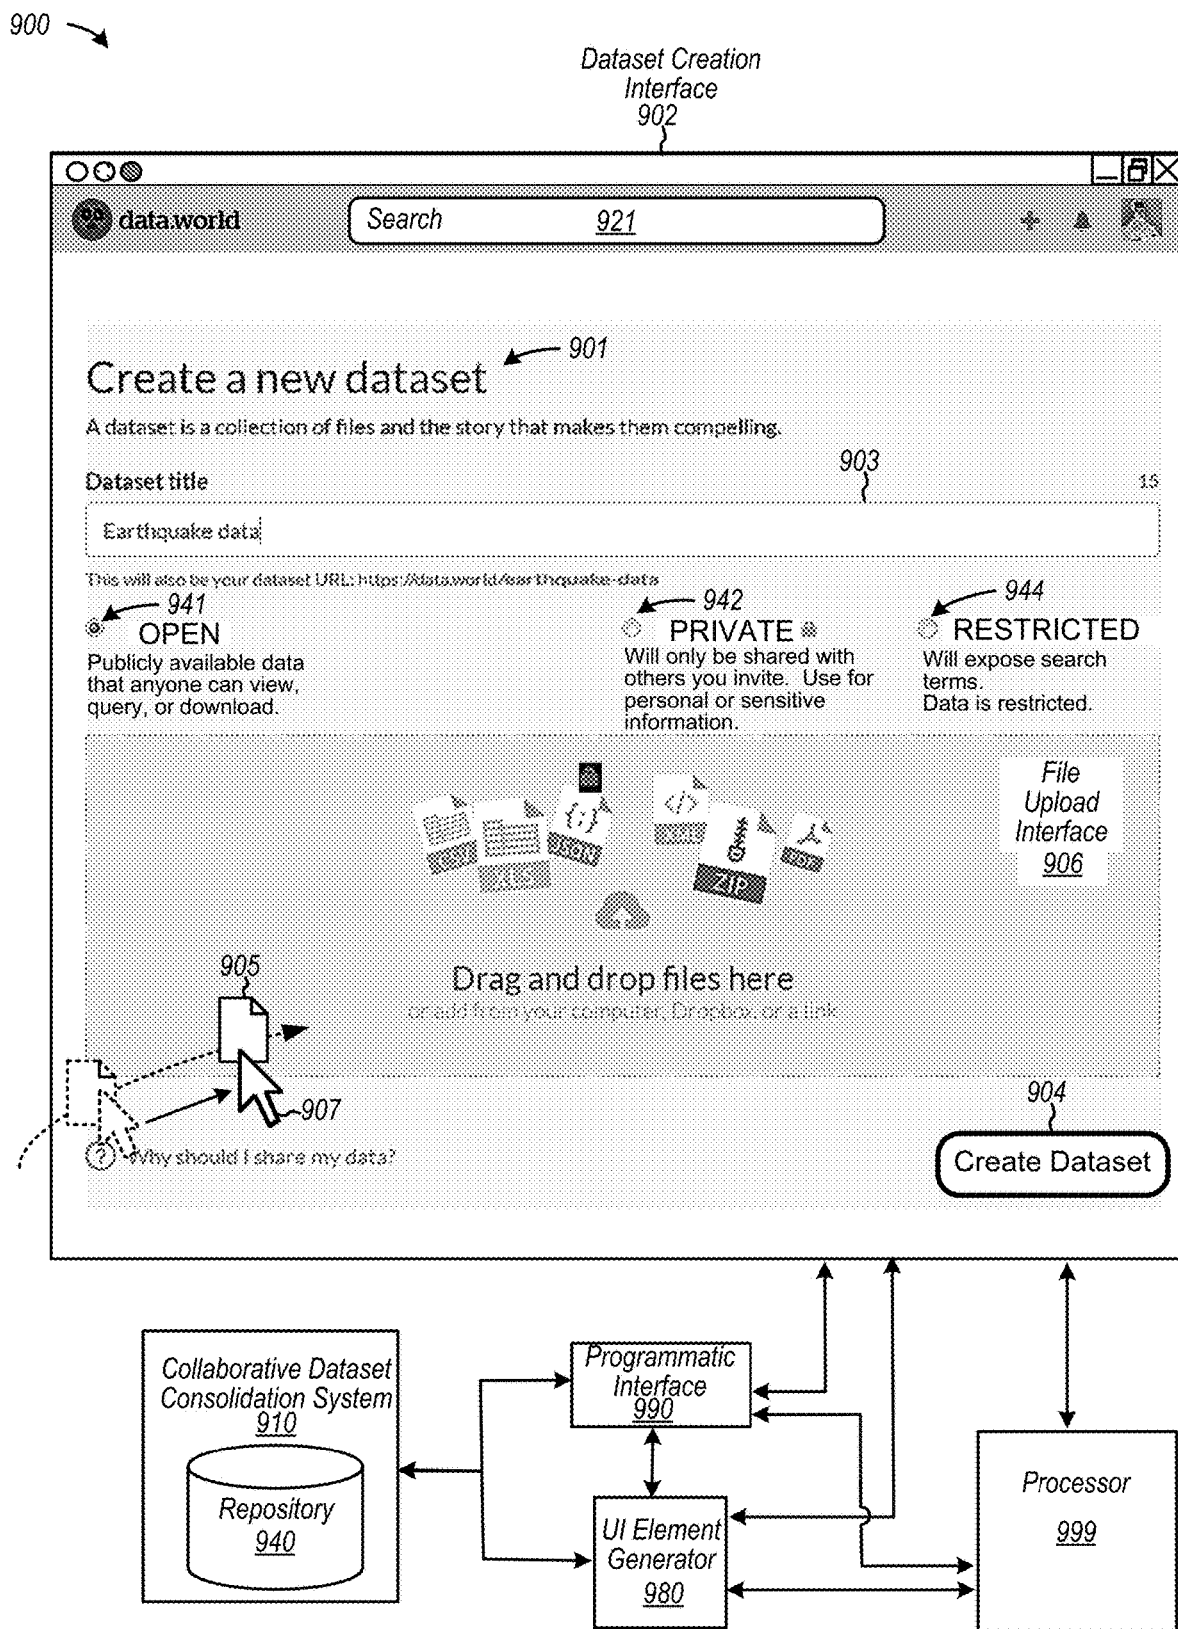 900
Dataset Creation
Interface
902
data.world
Search
921
901
Create a new dataset
A dataset is a collection of files and the story that makes them compelling.
903
Dataset title
15
Earthquake data
This will also be your dataset URL: https://data.world/earthquake-data
941
942
944
OPEN
Publicly available data
that anyone can view,
query, or download.
PRIVATE
Will only be shared with
others you invite. Use for
personal or sensitive
information.
RESTRICTED
Will expose search
terms.
Data is restricted.
File
Upload
Interface
906
CSV
JSON
ZIP
Drag and drop files here
or add from your computer, Dropbox, or a link
905
907
904
? Why should I share my data?
Create Dataset
Collaborative Dataset
Consolidation System
910
Repository
940
Programmatic
Interface
990
UI Element
Generator
980
Processor
999